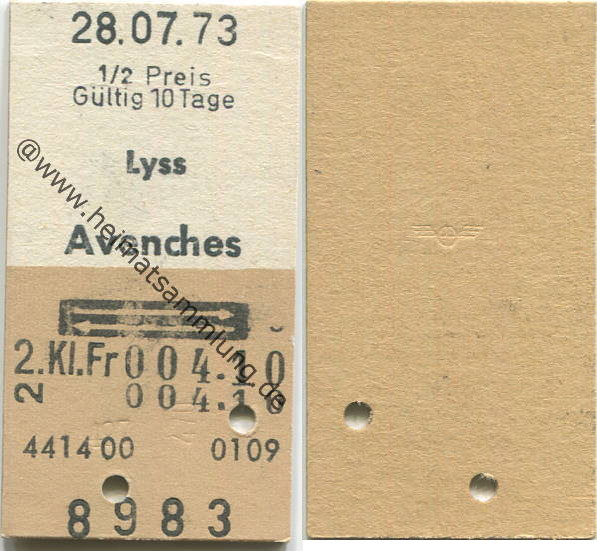 28.07.73
1/2 Preis
Gültig 10 Tage
Lyss
Avenches
2.Kl.Fr 004.10
2 004.10
441400 0109
8983
@www.heimatsammlung.de